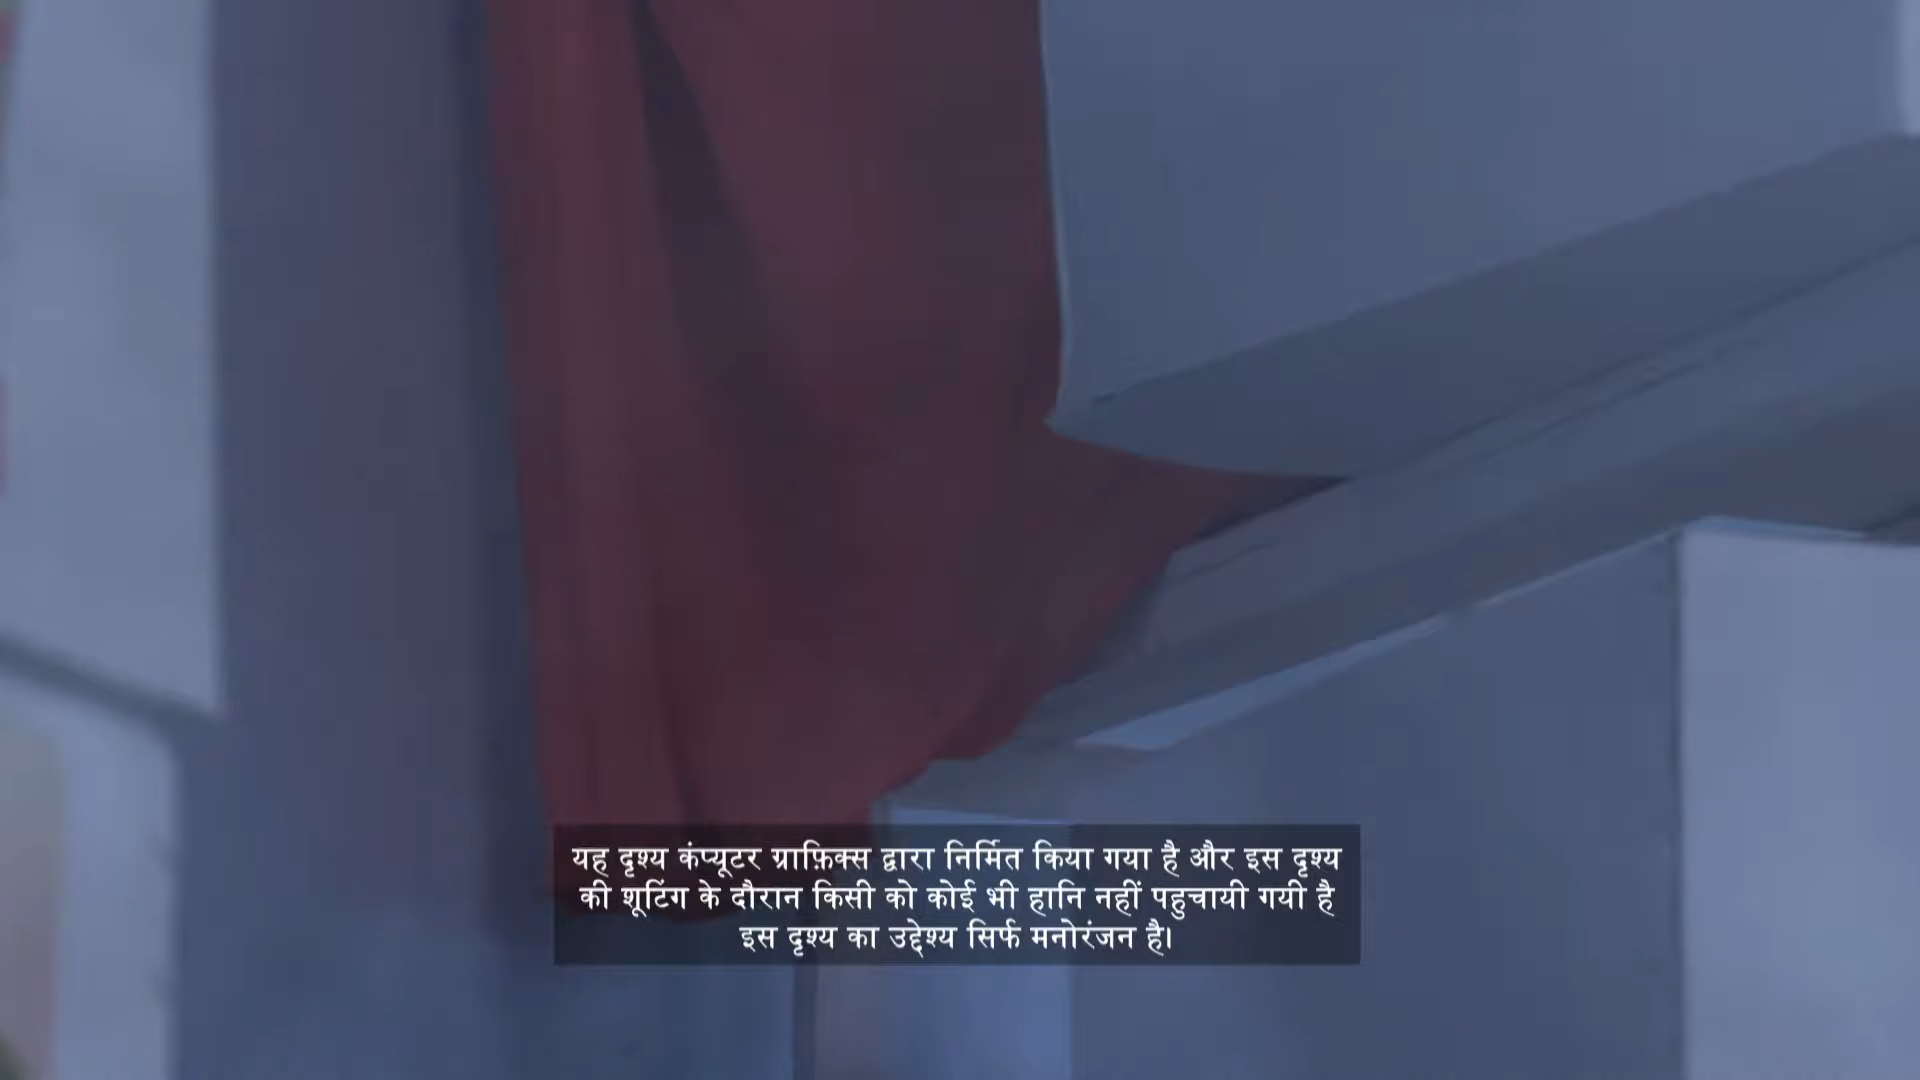 यह दृश्य कंप्यूटर ग्राफ़िक्स द्वारा निर्मित किया गया है और इस दृश्य
की शूटिंग के दौरान किसी को कोई भी हानि नहीं पहुचायी गयी है
इस दृश्य का उद्देश्य सिर्फ मनोरंजन है।